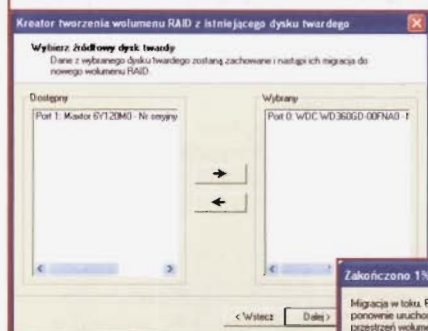 Kreator tworzenia wolumenu RAID z istniejącego dysku twardego
Wybierz źródłowy dysk twardy
Dane z wybranego dysku twardego zostaną zachowane i nastąpi ich migracja do
nowego wolumenu RAID.
Dostępny
Wybrany
Port 1: Maxtor 6Y120M0 - Nr seryjny
Port 0: WDC WD360GD-00FNA0 - N
< Wstecz
Dalej >
Zakończono 1%
Migracja w toku.
ponownie uruchom
przestrzeń wolum